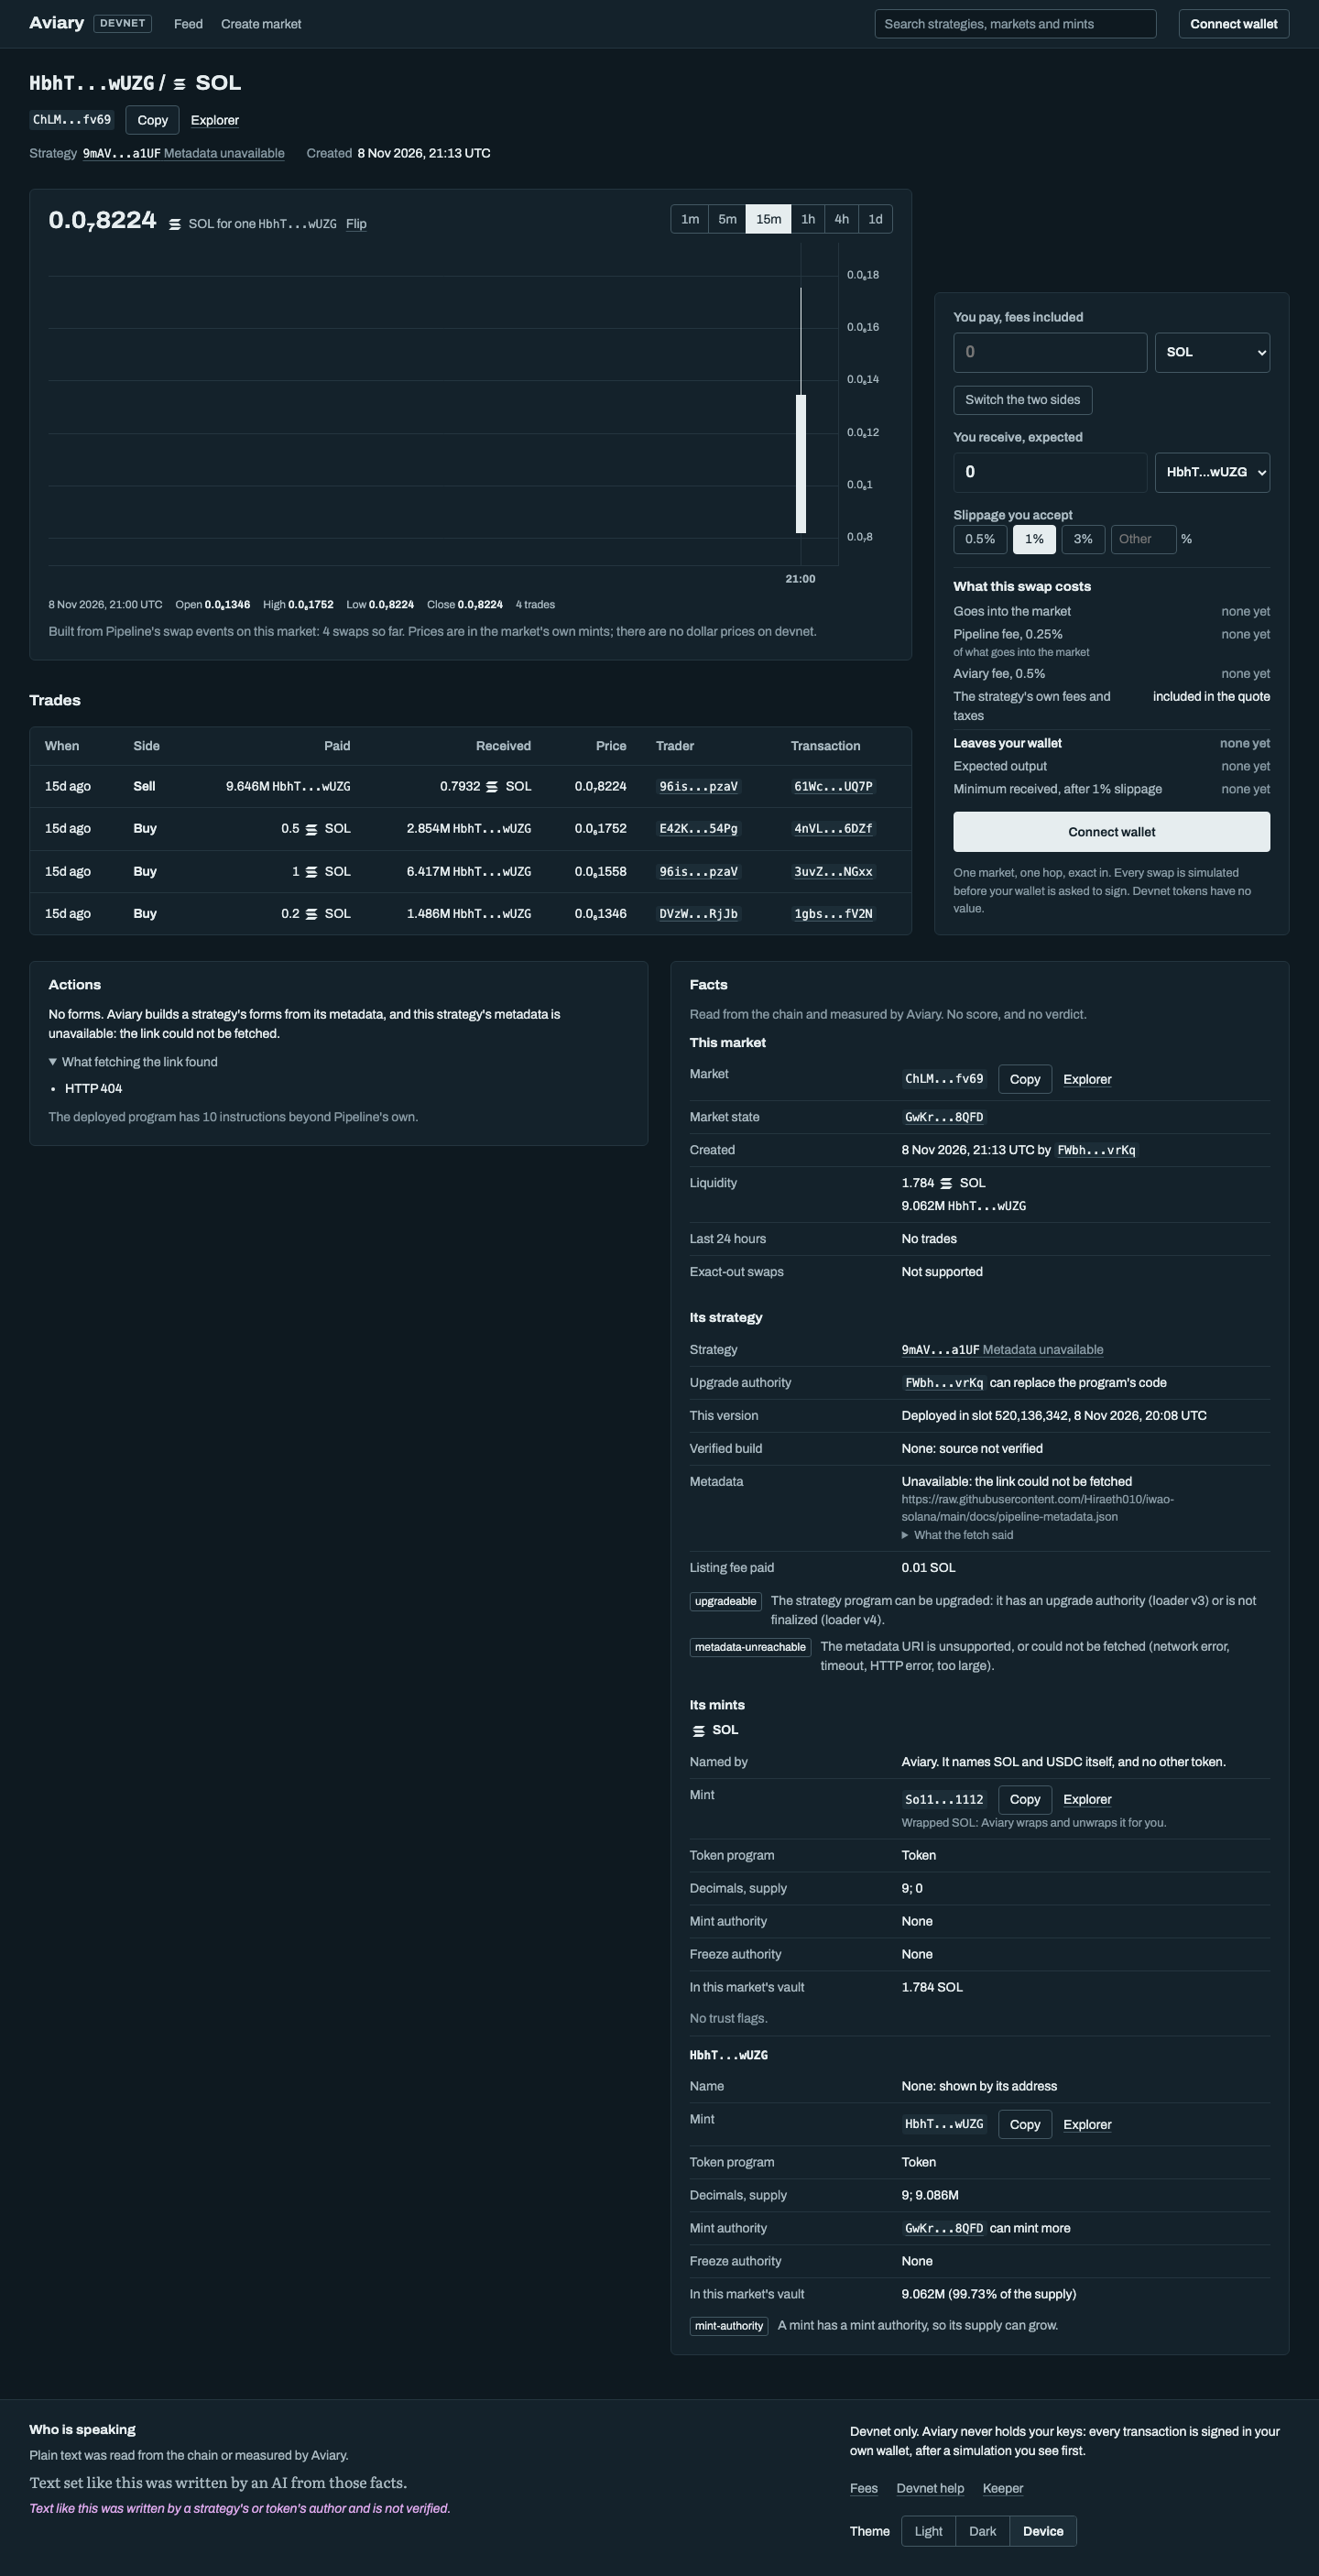 Aviary DEVNET Feed Create market Search strategies, markets and mints Connect wallet
HbhT...wUZG / SOL
ChLM...fv69 Copy Explorer
Strategy 9mAV...a1UF Metadata unavailable Created 8 Nov 2026, 21:13 UTC
0.0₇8224 SOL for one HbhT...wUZG Flip 1m 5m 15m 1h 4h 1d
0.0₆18
0.0₆16
0.0₆14
0.0₆12
0.0₆1
0.0₇8
21:00
8 Nov 2026, 21:00 UTC Open 0.0₆1346 High 0.0₆1752 Low 0.0₇8224 Close 0.0₇8224 4 trades
Built from Pipeline's swap events on this market: 4 swaps so far. Prices are in the market's own mints; there are no dollar prices on devnet.
You pay, fees included
0 SOL
Switch the two sides
You receive, expected
0 HbhT...wUZG
Slippage you accept
0.5% 1% 3% Other %
What this swap costs
Goes into the market none yet
Pipeline fee, 0.25% none yet
of what goes into the market
Aviary fee, 0.5% none yet
The strategy's own fees and included in the quote
taxes
Leaves your wallet none yet
Expected output none yet
Minimum received, after 1% slippage none yet
Connect wallet
One market, one hop, exact in. Every swap is simulated
before your wallet is asked to sign. Devnet tokens have no
value.
Trades
When Side Paid Received Price Trader Transaction
15d ago Sell 9.646M HbhT...wUZG 0.7932 SOL 0.0₇8224 96is...pzaV 61Wc...UQ7P
15d ago Buy 0.5 SOL 2.854M HbhT...wUZG 0.0₆1752 E42K...54Pg 4nVL...6DZf
15d ago Buy 1 SOL 6.417M HbhT...wUZG 0.0₆1558 96is...pzaV 3uvZ...NGxx
15d ago Buy 0.2 SOL 1.486M HbhT...wUZG 0.0₆1346 DVzW...RjJb 1gbs...fV2N
Actions
No forms. Aviary builds a strategy's forms from its metadata, and this strategy's metadata is
unavailable: the link could not be fetched.
▼ What fetching the link found
• HTTP 404
The deployed program has 10 instructions beyond Pipeline's own.
Facts
Read from the chain and measured by Aviary. No score, and no verdict.
This market
Market ChLM...fv69 Copy Explorer
Market state GwKr...8QFD
Created 8 Nov 2026, 21:13 UTC by FWbh...vrKq
Liquidity 1.784 SOL
9.062M HbhT...wUZG
Last 24 hours No trades
Exact-out swaps Not supported
Its strategy
Strategy 9mAV...a1UF Metadata unavailable
Upgrade authority FWbh...vrKq can replace the program's code
This version Deployed in slot 520,136,342, 8 Nov 2026, 20:08 UTC
Verified build None: source not verified
Metadata Unavailable: the link could not be fetched
https://raw.githubusercontent.com/Hiraeth010/iwao-
solana/main/docs/pipeline-metadata.json
▶ What the fetch said
Listing fee paid 0.01 SOL
upgradeable The strategy program can be upgraded: it has an upgrade authority (loader v3) or is not
finalized (loader v4).
metadata-unreachable The metadata URI is unsupported, or could not be fetched (network error,
timeout, HTTP error, too large).
Its mints
SOL
Named by Aviary. It names SOL and USDC itself, and no other token.
Mint So11...1112 Copy Explorer
Wrapped SOL: Aviary wraps and unwraps it for you.
Token program Token
Decimals, supply 9; 0
Mint authority None
Freeze authority None
In this market's vault 1.784 SOL
No trust flags.
HbhT...wUZG
Name None: shown by its address
Mint HbhT...wUZG Copy Explorer
Token program Token
Decimals, supply 9; 9.086M
Mint authority GwKr...8QFD can mint more
Freeze authority None
In this market's vault 9.062M (99.73% of the supply)
mint-authority A mint has a mint authority, so its supply can grow.
Who is speaking
Plain text was read from the chain or measured by Aviary.
Text set like this was written by an AI from those facts.
Text like this was written by a strategy's or token's author and is not verified.
Devnet only. Aviary never holds your keys: every transaction is signed in your
own wallet, after a simulation you see first.
Fees Devnet help Keeper
Theme Light Dark Device